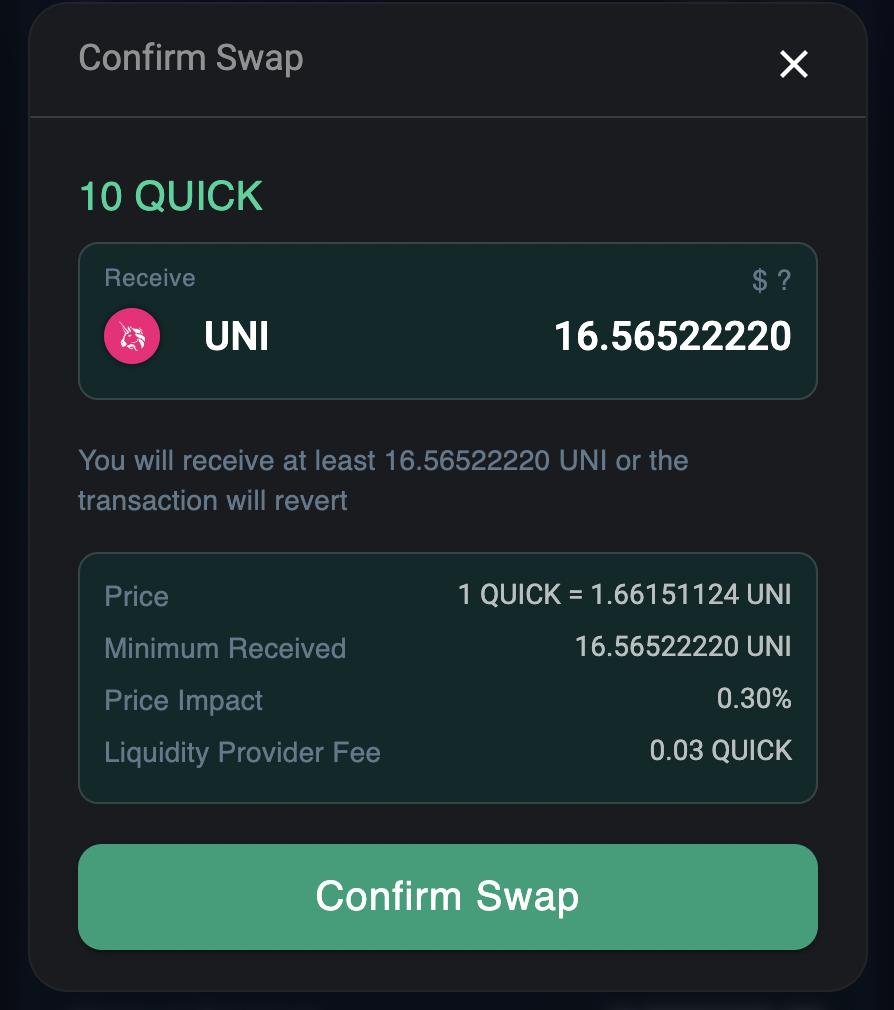 Confirm Swap
10 QUICK
Receive $ ?
UNI 16.56522220
You will receive at least 16.56522220 UNI or the
transaction will revert
Price 1 QUICK = 1.66151124 UNI
Minimum Received 16.56522220 UNI
Price Impact 0.30%
Liquidity Provider Fee 0.03 QUICK
Confirm Swap